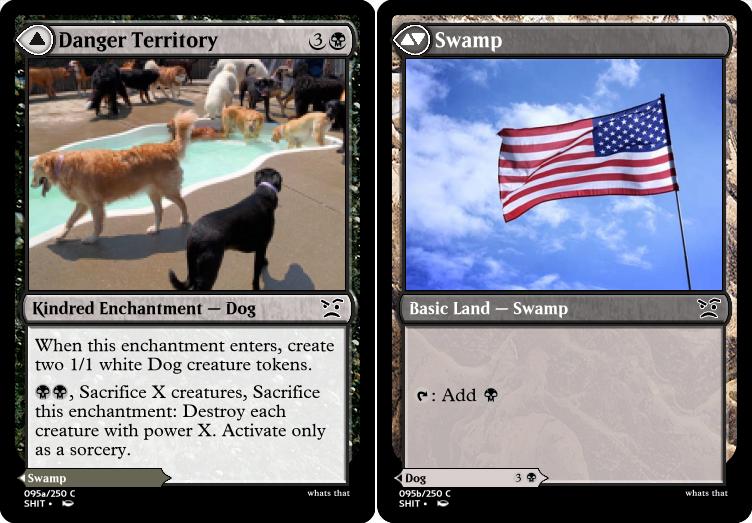 Danger Territory 3
Kindred Enchantment — Dog
When this enchantment enters, create
two 1/1 white Dog creature tokens.
, Sacrifice X creatures, Sacrifice
this enchantment: Destroy each
creature with power X. Activate only
as a sorcery.
Swamp
095a/250 C
SHIT •
whats that
Swamp
Basic Land — Swamp
: Add
Dog 3
095b/250 C
SHIT •
whats that